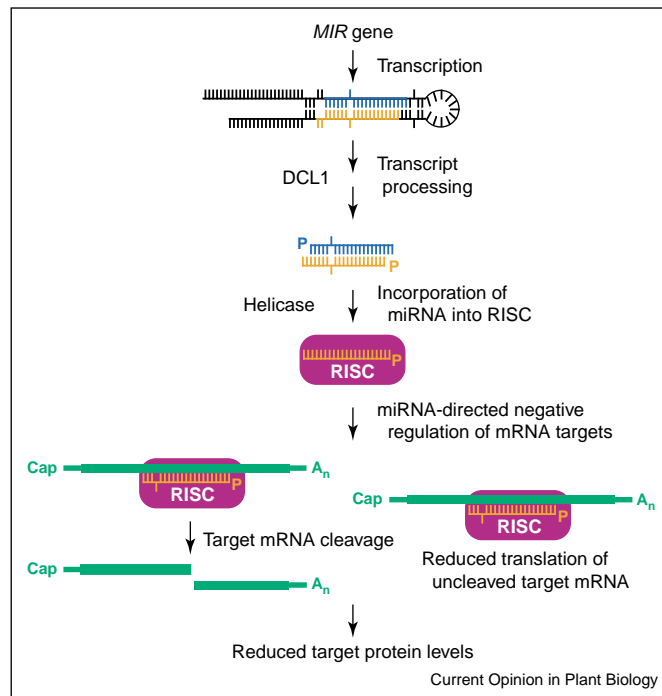 MIR gene
Transcription
DCL1
Transcript
processing
P
P
Helicase
Incorporation of
miRNA into RISC
P
RISC
miRNA-directed negative
regulation of mRNA targets
Cap
An
P
RISC
Cap
An
P
RISC
Target mRNA cleavage
Reduced translation of
uncleaved target mRNA
Cap
An
Reduced target protein levels
Current Opinion in Plant Biology